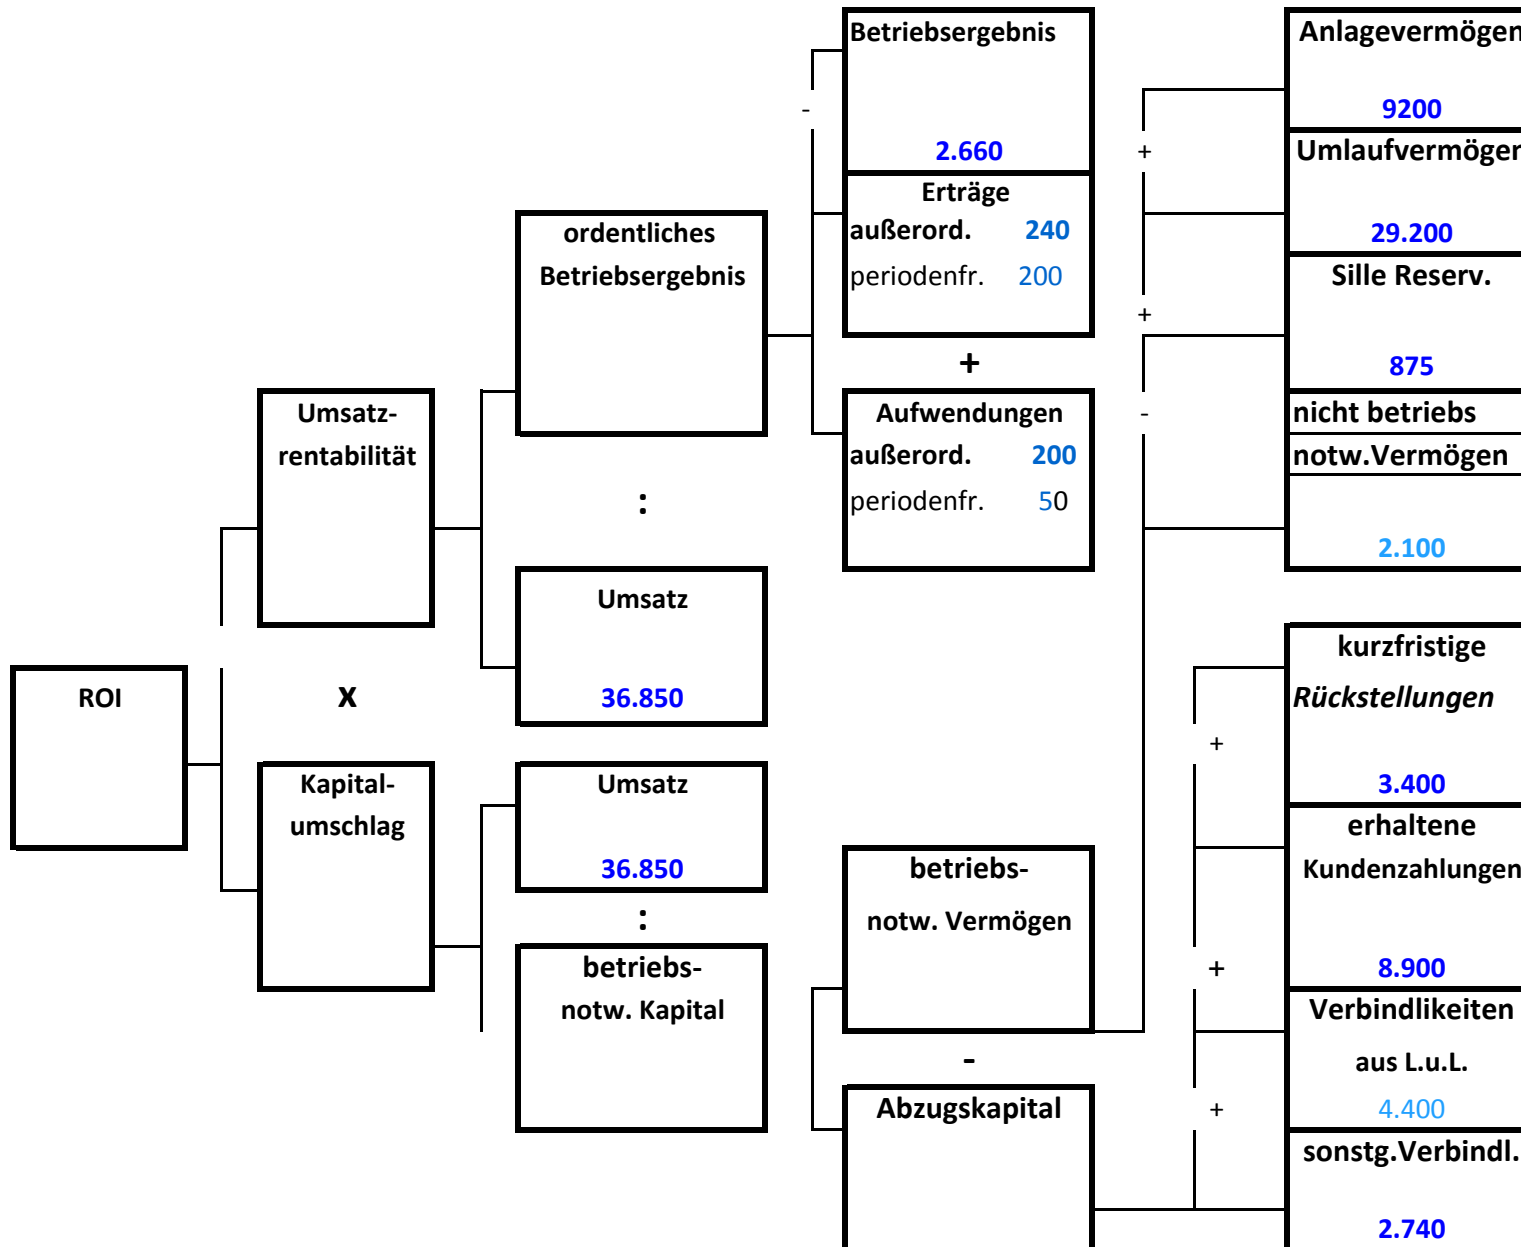 Betriebsergebnis
-
2.660
Erträge
außerord. 240
periodenfr. 200
+
Aufwendungen
außerord. 200
periodenfr. 50
Anlagevermögen
9200
+
Umlaufvermögen
29.200
+
Sille Reserv.
875
-
nicht betriebs
notw.Vermögen
2.100
ordentliches
Betriebsergebnis
:
Umsatz
36.850
Umsatz-
rentabilität
x
ROI
Kapital-
umschlag
Umsatz
36.850
:
betriebs-
notw. Kapital
betriebs-
notw. Vermögen
-
Abzugskapital
kurzfristige
Rückstellungen
+
3.400
erhaltene
Kundenzahlungen
+
8.900
Verbindlikeiten
aus L.u.L.
+
4.400
sonstg.Verbindl.
2.740